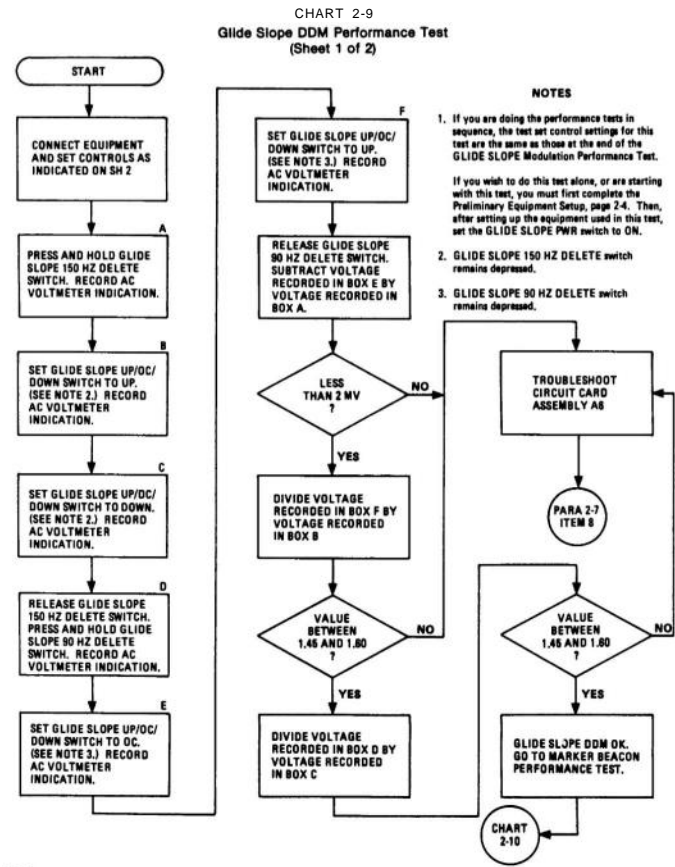 CHART 2-9
Glide Slope DDM Performance Test
(Sheet 1 of 2)
START
CONNECT EQUIPMENT
AND SET CONTROLS AS
INDICATED ON SH 2
A
PRESS AND HOLD GLIDE
SLOPE 150 HZ DELETE
SWITCH. RECORD AC
VOLTMETER INDICATION.
B
SET GLIDE SLOPE UP/OC/
DOWN SWITCH TO UP.
(SEE NOTE 2.) RECORD
AC VOLTMETER
INDICATION.
C
SET GLIDE SLOPE UP/DC/
DOWN SWITCH TO DOWN.
(SEE NOTE 2.) RECORD
AC VOLTMETER
INDICATION.
D
RELEASE GLIDE SLOPE
150 HZ DELETE SWITCH.
PRESS AND HOLD GLIDE
SLOPE 90 HZ DELETE
SWITCH. RECORD AC
VOLTMETER INDICATION.
E
SET GLIDE SLOPE UP/OC/
DOWN SWITCH TO OC.
(SEE NOTE 3.) RECORD
AC VOLTMETER
INDICATION.
F
SET GLIDE SLOPE UP/OC/
DOWN SWITCH TO UP.
(SEE NOTE 3.) RECORD
AC VOLTMETER
INDICATION.
RELEASE GLIDE SLOPE
90 HZ DELETE SWITCH.
SUBTRACT VOLTAGE
RECORDED IN BOX E BY
VOLTAGE RECORDED IN
BOX A.
LESS
THAN 2 MV
?
NO
YES
DIVIDE VOLTAGE
RECORDED IN BOX F BY
VOLTAGE RECORDED
IN BOX B
VALUE
BETWEEN
1.45 AND 1.60
?
NO
YES
DIVIDE VOLTAGE
RECORDED IN BOX D BY
VOLTAGE RECORDED
IN BOX C
NOTES
1. If you are doing the performance tests in
sequence, the test set control settings for this
test are the same as those at the end of the
GLIDE SLOPE Modulation Performance Test.
If you wish to do this test alone, or are starting
with this test, you must first complete the
Preliminary Equipment Setup, page 2-4. Then,
after setting up the equipment used in this test,
set the GLIDE SLOPE PWR switch to ON.
2. GLIDE SLOPE 150 HZ DELETE switch
remains depressed.
3. GLIDE SLOPE 90 HZ DELETE switch
remains depressed.
TROUBLESHOOT
CIRCUIT CARD
ASSEMBLY A6
PARA 2-7
ITEM 8
VALUE
BETWEEN
1.45 AND 1.60
?
NO
YES
GLIDE SLOPE DDM OK.
GO TO MARKER BEACON
PERFORMANCE TEST.
CHART
2-10